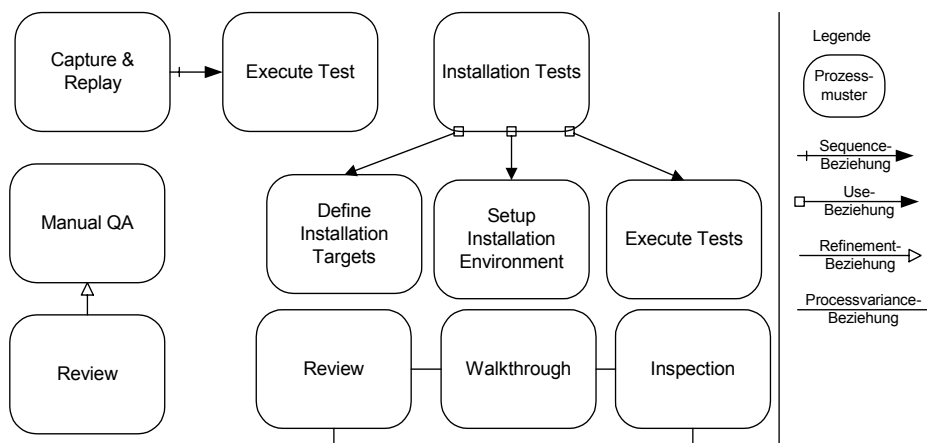 Capture &
Replay
Execute Test
Installation Tests
Manual QA
Define
Installation
Targets
Setup
Installation
Environment
Execute Tests
Review
Review
Walkthrough
Inspection
Legende
Prozess-
muster
Sequence-
Beziehung
Use-
Beziehung
Refinement-
Beziehung
Processvariance-
Beziehung